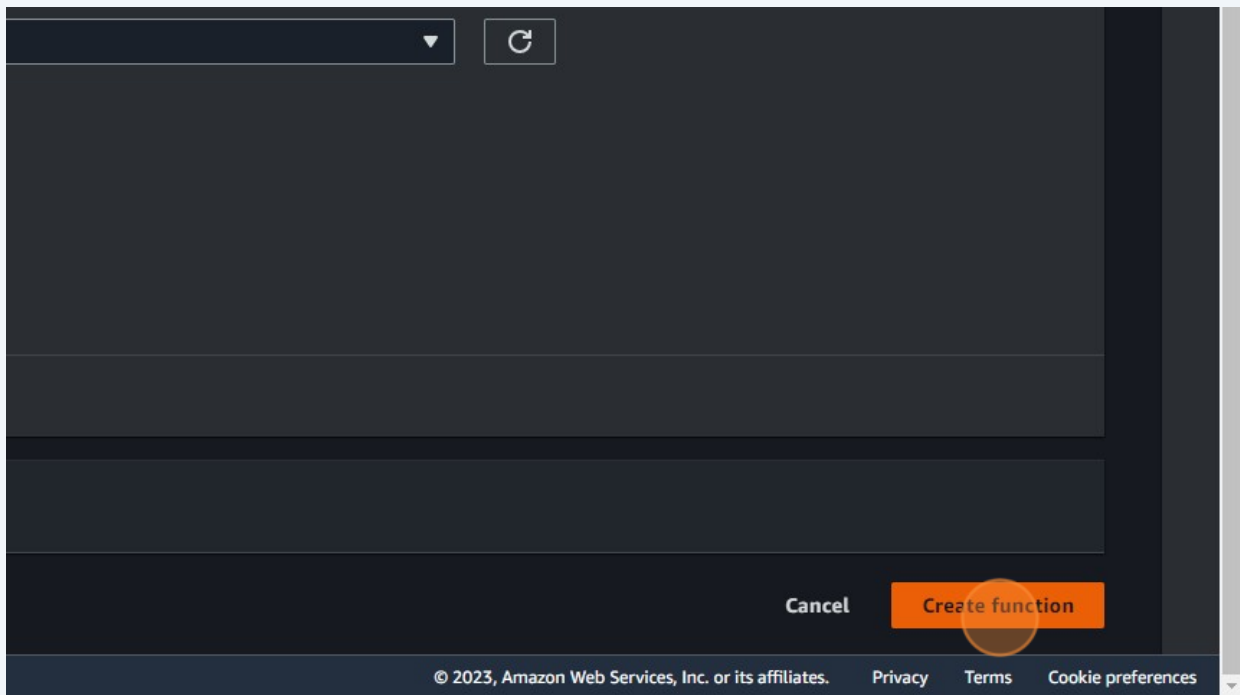 Cancel
Create function
© 2023, Amazon Web Services, Inc. or its affiliates. Privacy Terms Cookie preferences